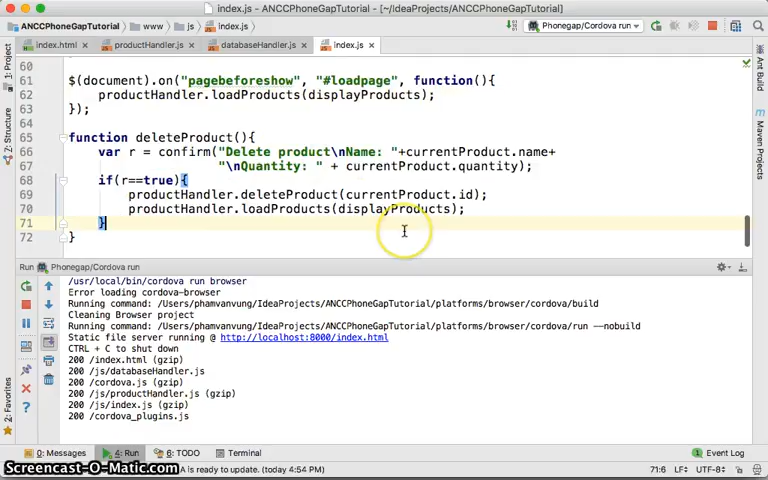 index.js - ANCCPhoneGapTutorial - [~/IdeaProjects/ANCCPhoneGapTutorial]
ANCCPhoneGapTutorial www js index.js Phonegap/Cordova run
index.html productHandler.js databaseHandler.js index.js
60
61 $(document).on("pagebeforeshow", "#loadpage", function(){
62 productHandler.loadProducts(displayProducts);
63 });
64
65 function deleteProduct(){
66 var r = confirm("Delete product\nName: "+currentProduct.name+
67 "\nQuantity: " + currentProduct.quantity);
68 if(r==true){
69 productHandler.deleteProduct(currentProduct.id);
70 productHandler.loadProducts(displayProducts);
71 }
72 }
1: Project
7: Structure
2: Favorites
Ant Build
Maven Projects
Run Phonegap/Cordova
/usr/local/bin/cordova run browser
Error loading cordova-browser
Running command: /Users/phamvanvung/IdeaProjects/ANCCPhoneGapTutorial/platforms/browser/cordova/build
Cleaning Browser project
Running command: /Users/phamvanvung/IdeaProjects/ANCCPhoneGapTutorial/platforms/browser/cordova/run --nobuild
Static file server running @ http://localhost:8000/index.html
CTRL + C to shut down
200 /index.html (gzip)
200 /js/databaseHandler.js
200 /cordova.js (gzip)
200 /js/productHandler.js (gzip)
200 /js/index.js (gzip)
200 /cordova_plugins.js
0: Messages 4: Run 6: TODO Terminal Event Log
Screencast-O-Matic.com A is ready to update. (today 4:54 PM) 71:6 LF UTF-8